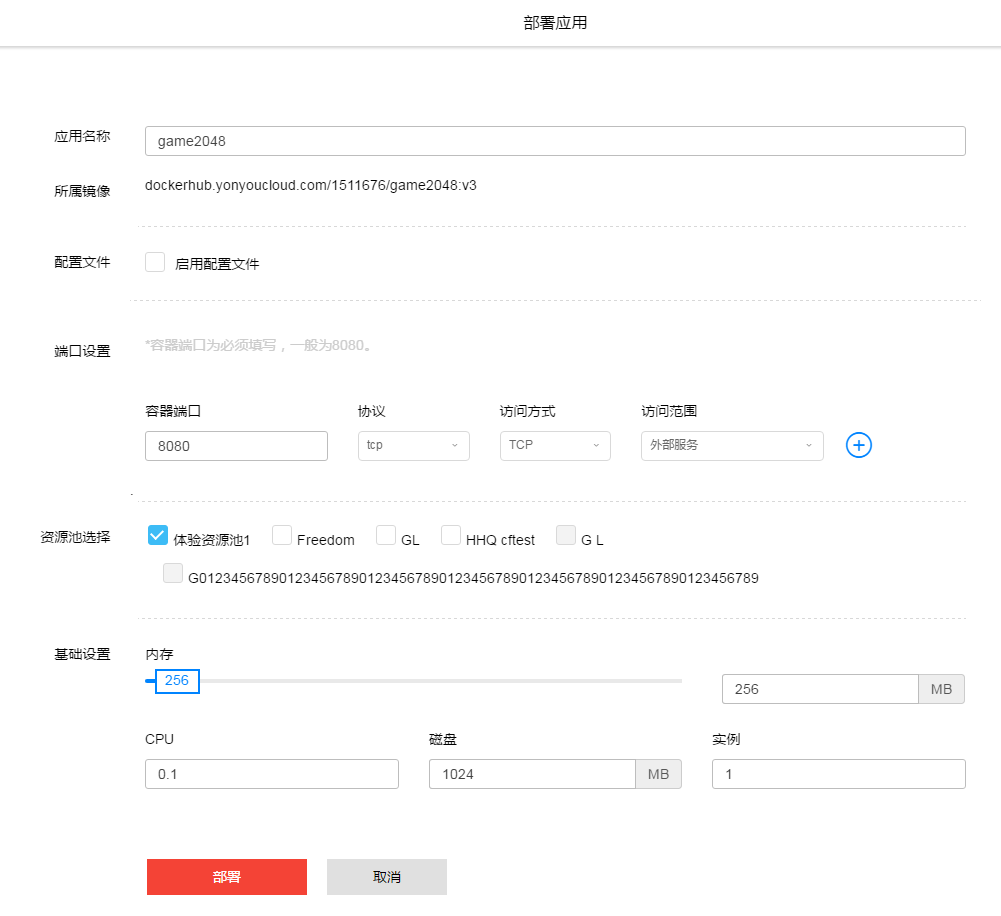 部署应用
应用名称
game2048
所属镜像
dockerhub.yonyoucloud.com/1511676/game2048:v3
配置文件
启用配置文件
端口设置
*容器端口为必须填写，一般为8080。
容器端口 协议 访问方式 访问范围
8080 tcp TCP 外部服务
资源池选择
体验资源池1 Freedom GL HHQ cftest G L
G01234567890123456789012345678901234567890123456789012345678901234567890123456789
基础设置
内存
256
256 MB
CPU 磁盘 实例
0.1 1024 MB 1
部署 取消